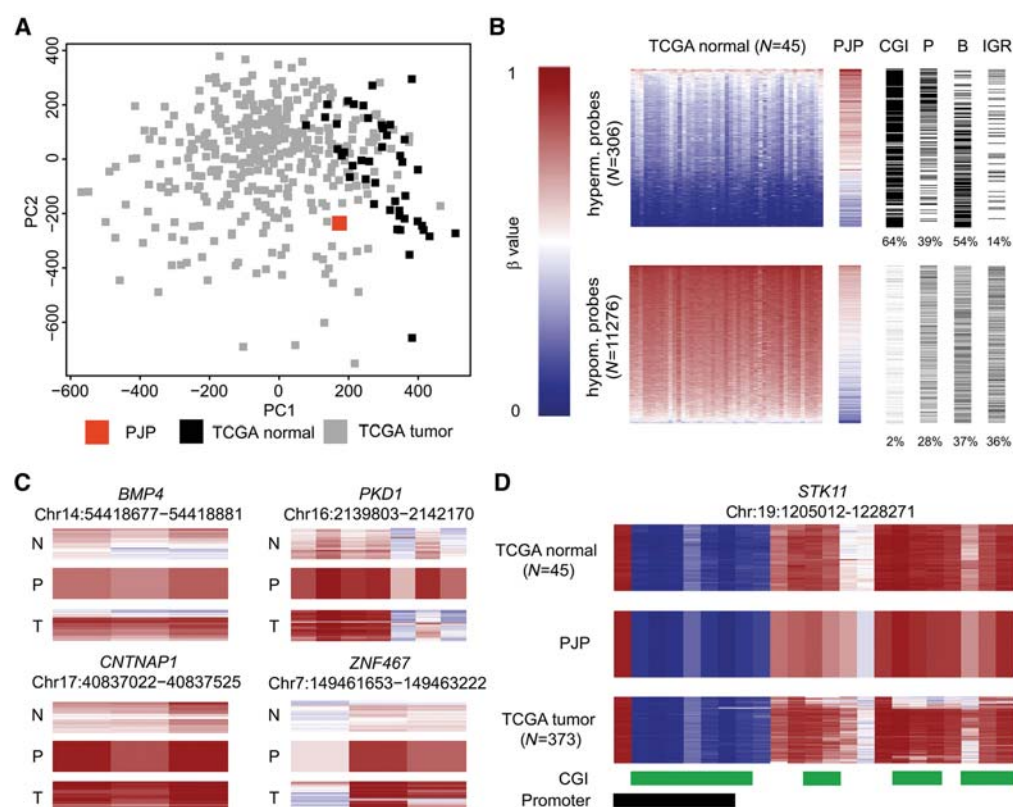 A
400
200
0
−200
−400
−600
PC2
−600
−400
−200
0
200
400
PC1
PJP
TCGA normal
TCGA tumor
B
TCGA normal (N=45)
PJP
CGI
P
B
IGR
1
β value
0
hyperm. probes
(N=306)
64%
39%
54%
14%
hypom. probes
(N=11276)
2%
28%
37%
36%
C
BMP4
Chr14:54418677−54418881
N
P
T
PKD1
Chr16:2139803−2142170
CNTNAP1
Chr17:40837022−40837525
N
P
T
ZNF467
Chr7:149461653−149463222
D
STK11
Chr:19:1205012-1228271
TCGA normal
(N=45)
PJP
TCGA tumor
(N=373)
CGI
Promoter